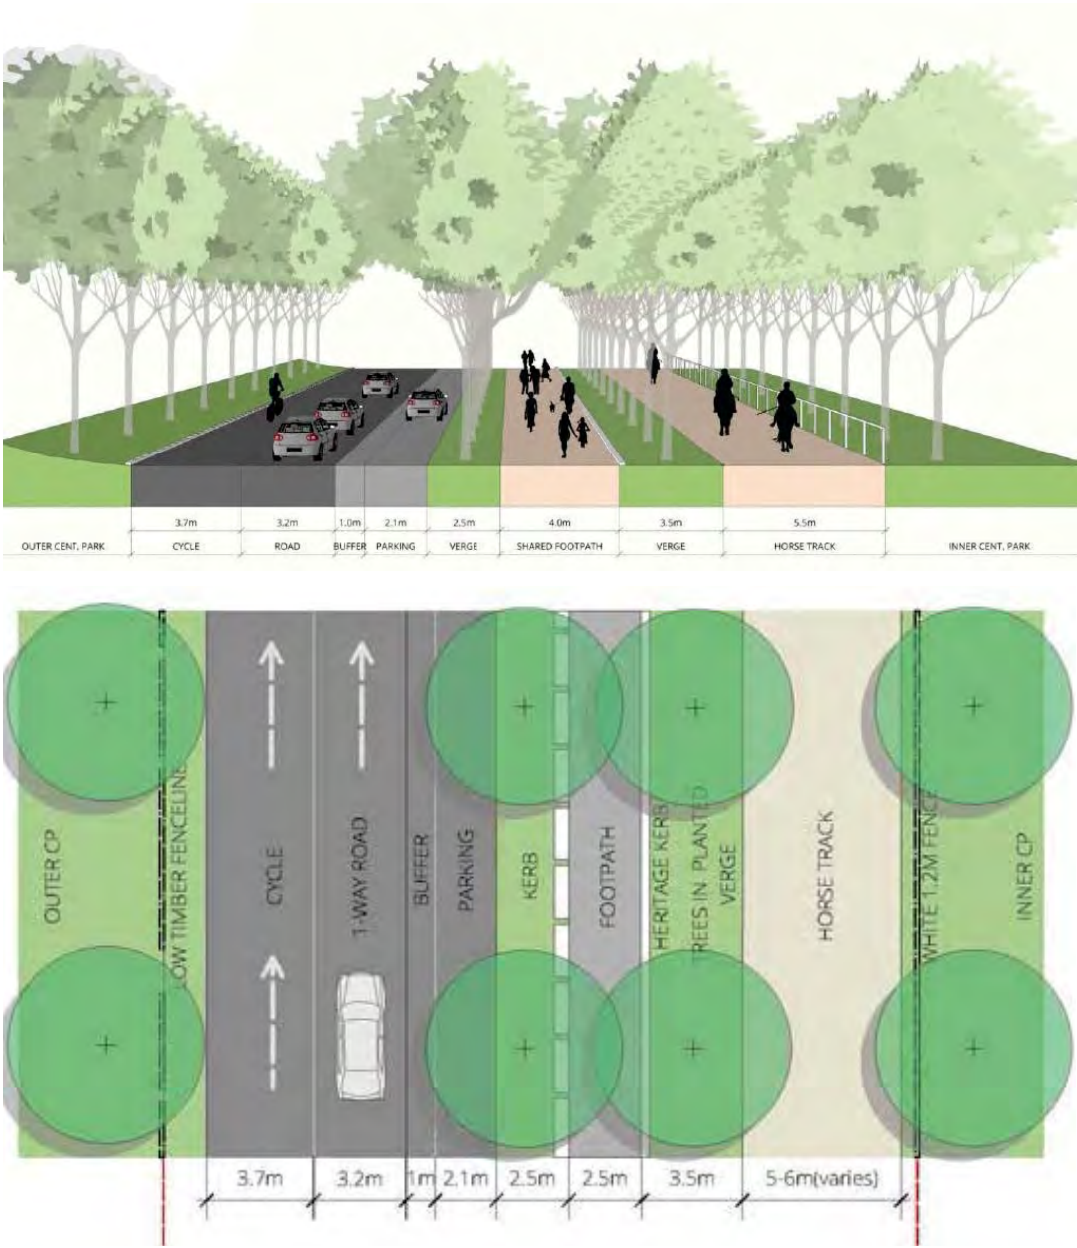 3.7m 3.2m 1.0m 2.1m 2.5m 4.0m 3.5m 5.5m
OUTER CENT. PARK CYCLE ROAD BUFFER PARKING VERGE SHARED FOOTPATH VERGE HORSE TRACK INNER CENT. PARK
OUTER CP
LOW TIMBER FENCELINE
CYCLE
1-WAY ROAD
BUFFER
PARKING
KERB
FOOTPATH
HERITAGE KERB
TREES IN PLANTED
VERGE
HORSE TRACK
WHITE 1.2M FENCE
INNER CP
3.7m 3.2m 1m 2.1m 2.5m 2.5m 3.5m 5-6m(varies)